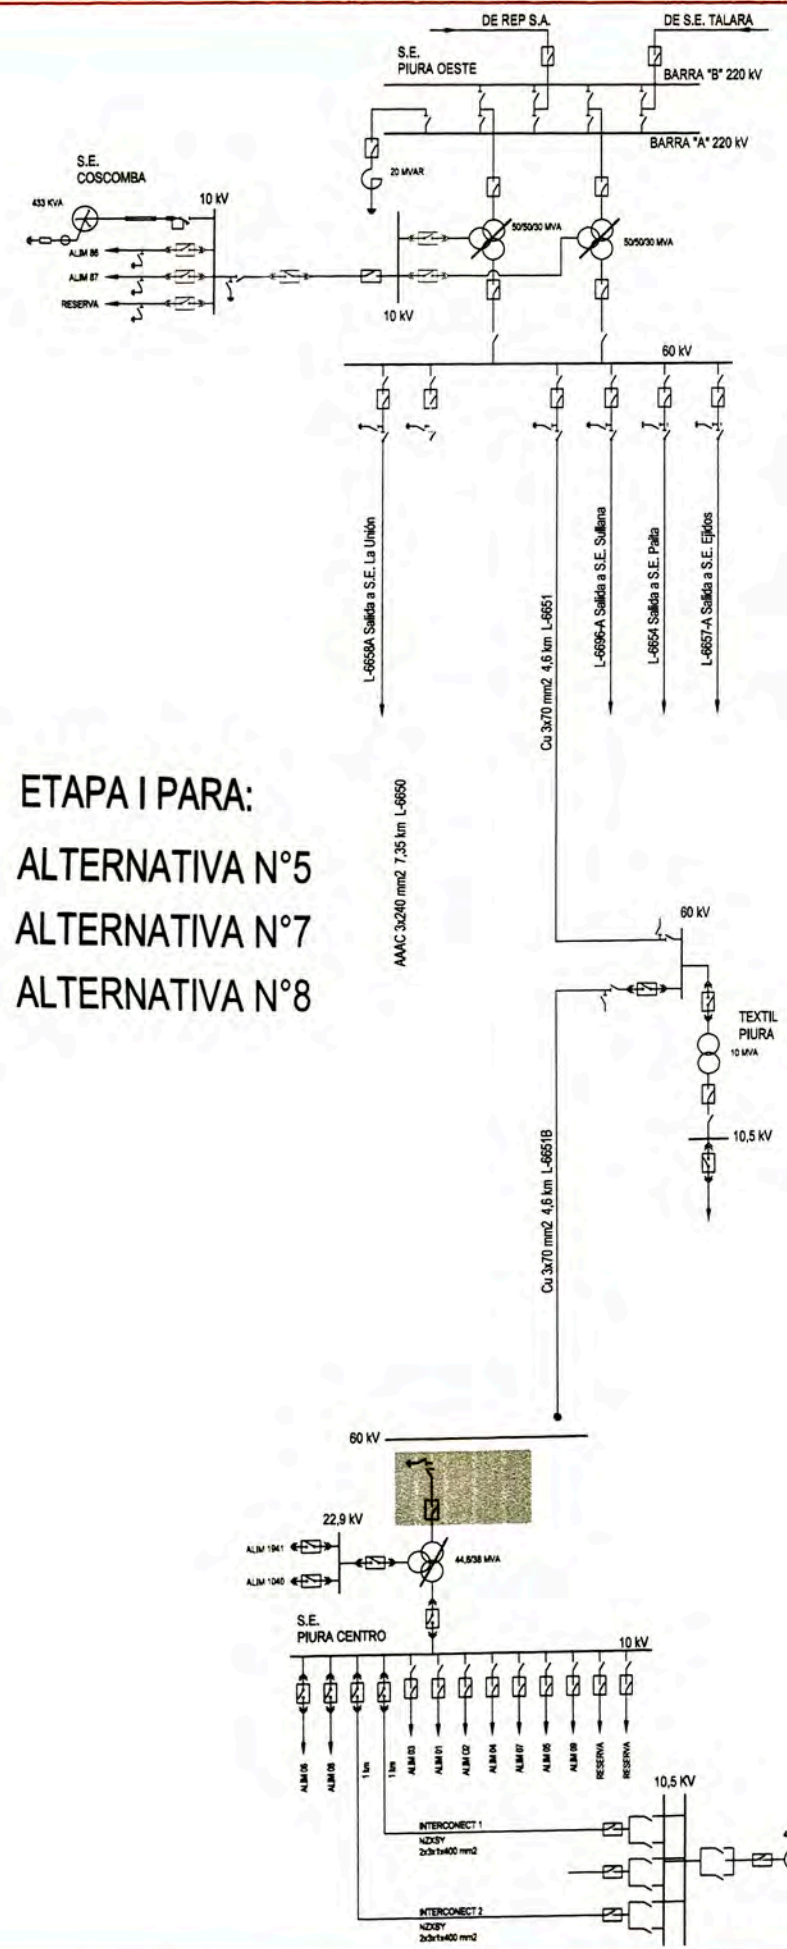 DE REP S.A.
DE S.E. TALARA
S.E.
PIURA OESTE
BARRA "B" 220 kV
BARRA "A" 220 kV
20 MVAR
S.E.
COSCOMBA
433 KVA
10 kV
ALIM 86
ALIM 87
RESERVA
50/50/30 MVA
50/50/30 MVA
10 kV
60 kV
L-6658A Salida a S.E. La Unión
Cu 3x70 mm2 4,6 km L-6651
L-6696-A Salida a S.E. Sullana
L-6654 Salida a S.E. Paita
L-6657-A Salida a S.E. Ejidos
AAAC 3x240 mm2 7,35 km L-6650
ETAPA I PARA:
ALTERNATIVA N°5
ALTERNATIVA N°7
ALTERNATIVA N°8
60 kV
TEXTIL
PIURA
10 MVA
10,5 kV
Cu 3x70 mm2 4,6 km L-6651B
60 kV
22,9 kV
ALIM 1941
ALIM 1040
44,8/38 MVA
S.E.
PIURA CENTRO
10 kV
ALIM 06
ALIM 08
1 km
1 km
ALIM 03
ALIM 01
ALIM 02
ALIM 04
ALIM 07
ALIM 05
ALIM 09
RESERVA
RESERVA
10,5 KV
INTERCONECT 1
N2XSY
2x3x1x400 mm2
INTERCONECT 2
N2XSY
2x3x1x400 mm2